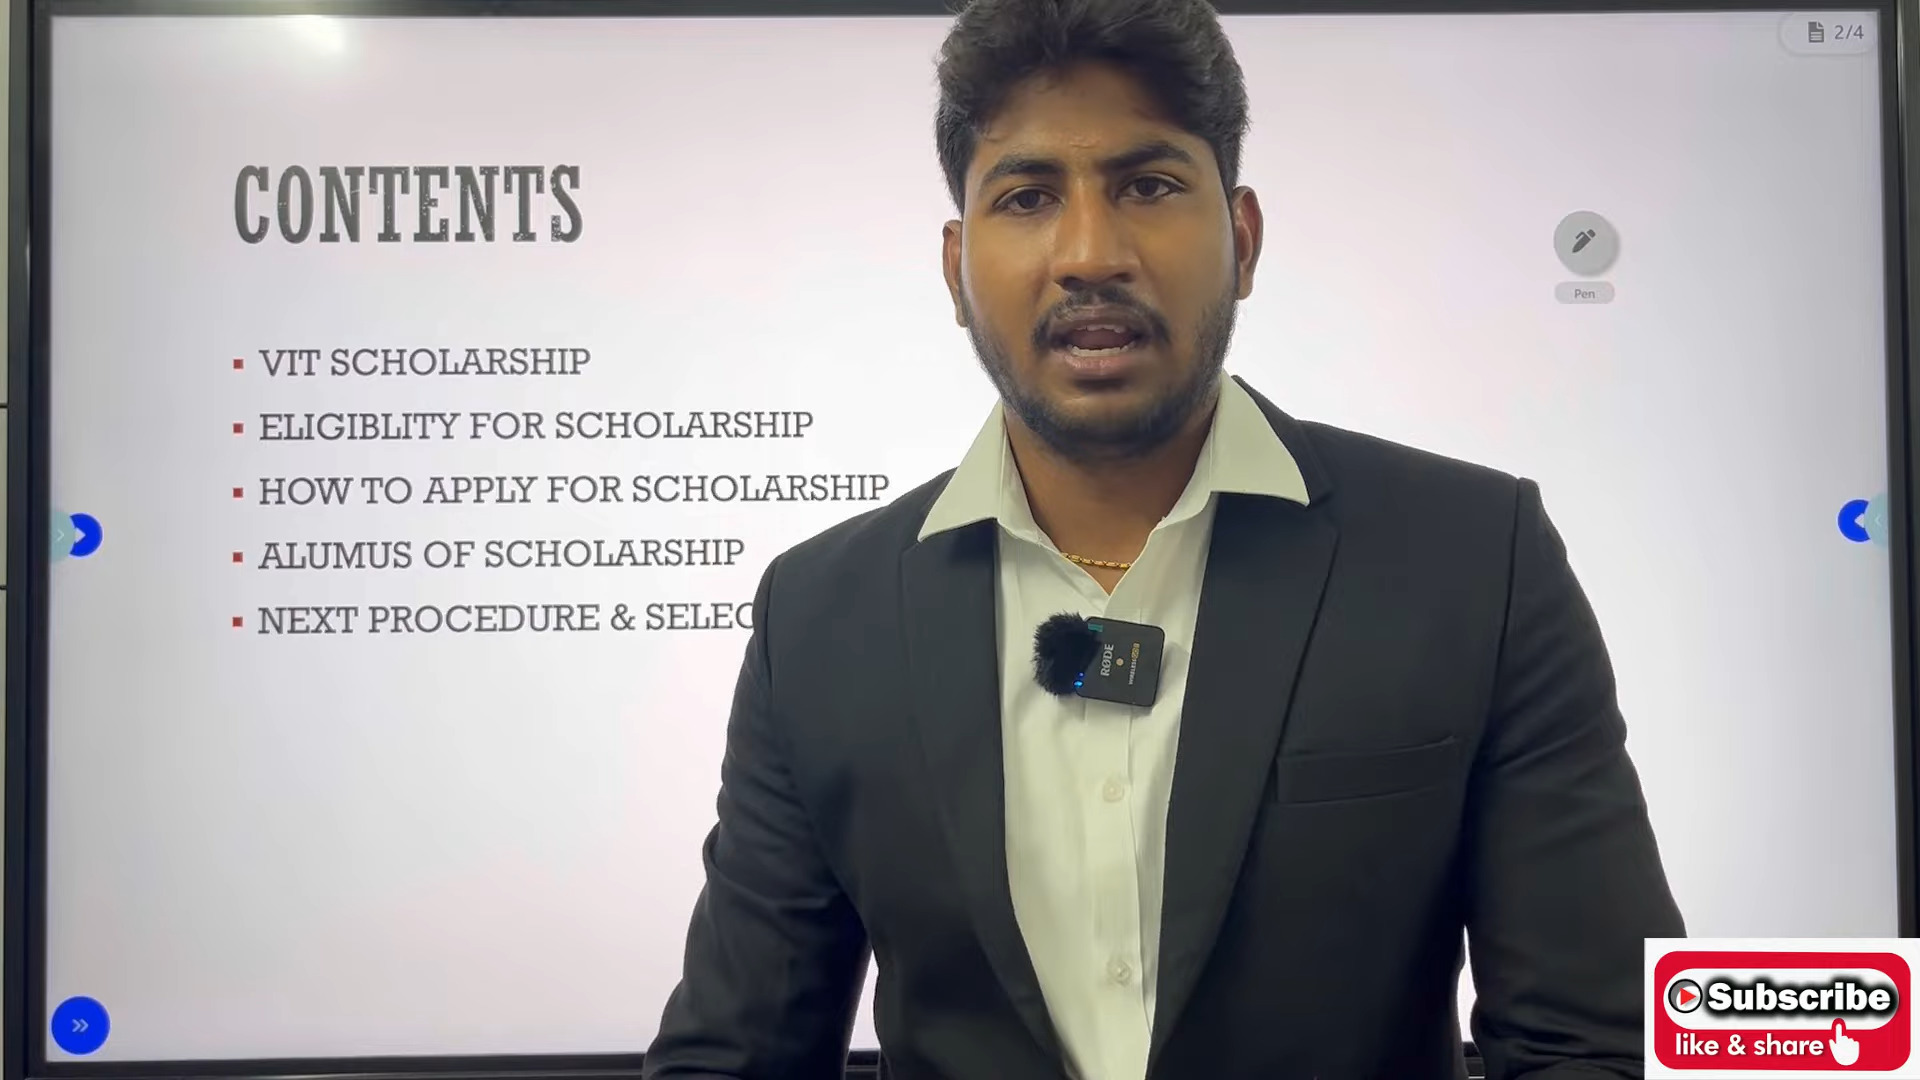 2/4
CONTENTS
Pen
VIT SCHOLARSHIP
ELIGIBLITY FOR SCHOLARSHIP
HOW TO APPLY FOR SCHOLARSHIP
ALUMUS OF SCHOLARSHIP
NEXT PROCEDURE & SELEC
RØDE
Subscribe
like & share